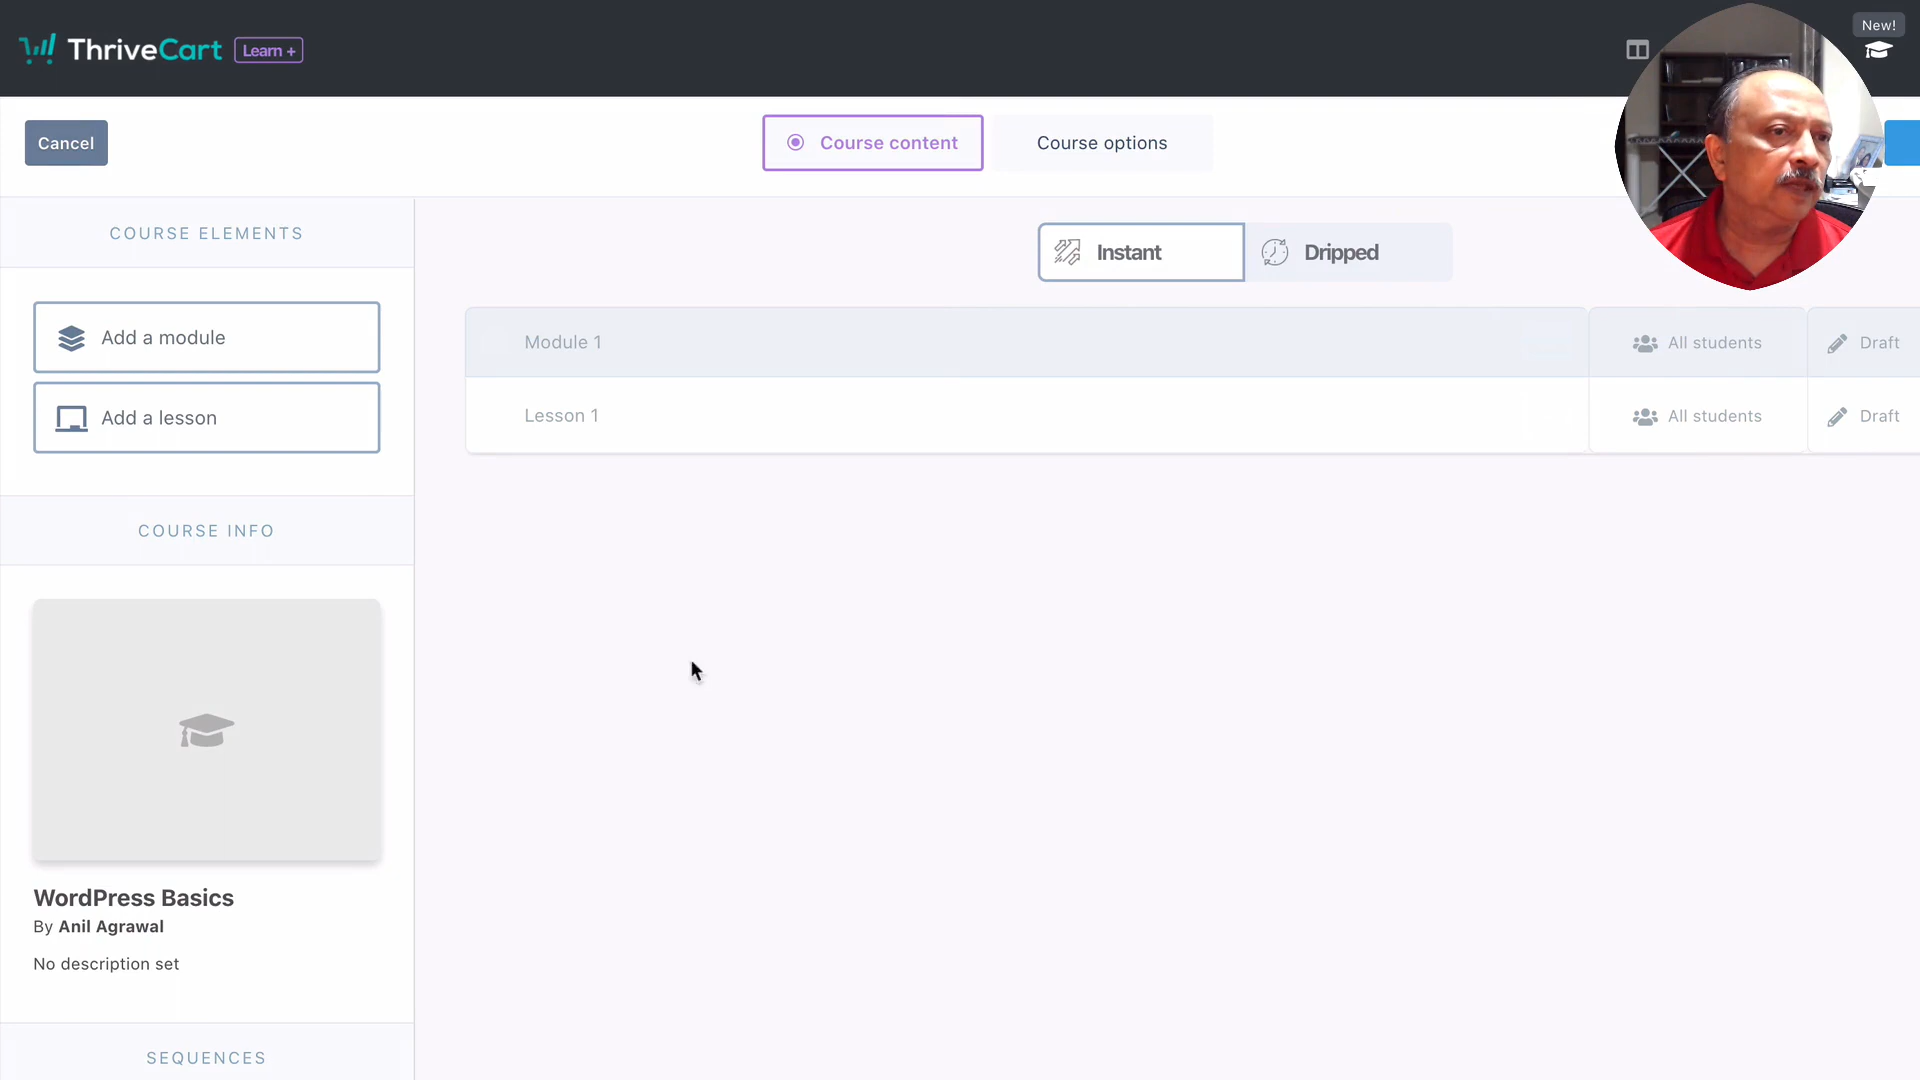 ThriveCart Learn +
New!
Cancel
Course content
Course options
COURSE ELEMENTS
Instant
Dripped
Add a module
Module 1
All students
Draft
Add a lesson
Lesson 1
All students
Draft
COURSE INFO
WordPress Basics
By Anil Agrawal
No description set
SEQUENCES